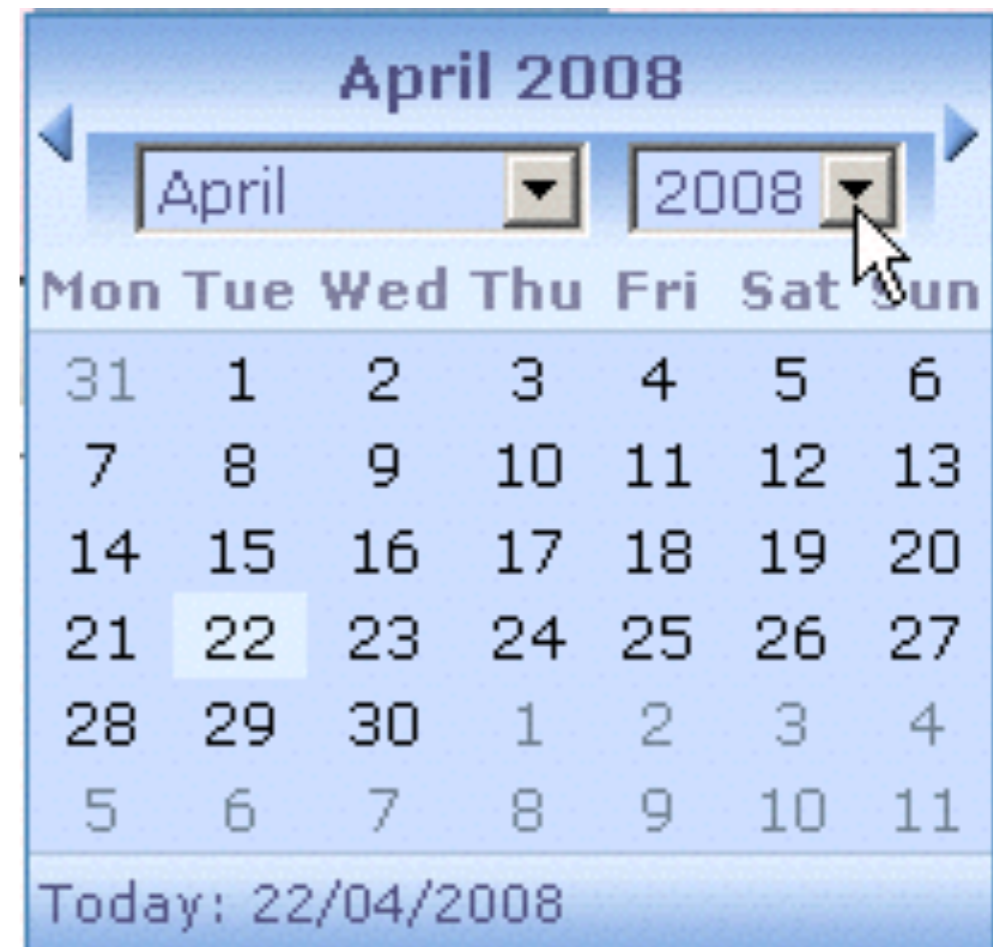 April 2008
April 2008
Mon Tue Wed Thu Fri Sat Sun
31 1 2 3 4 5 6
7 8 9 10 11 12 13
14 15 16 17 18 19 20
21 22 23 24 25 26 27
28 29 30 1 2 3 4
5 6 7 8 9 10 11
Today: 22/04/2008